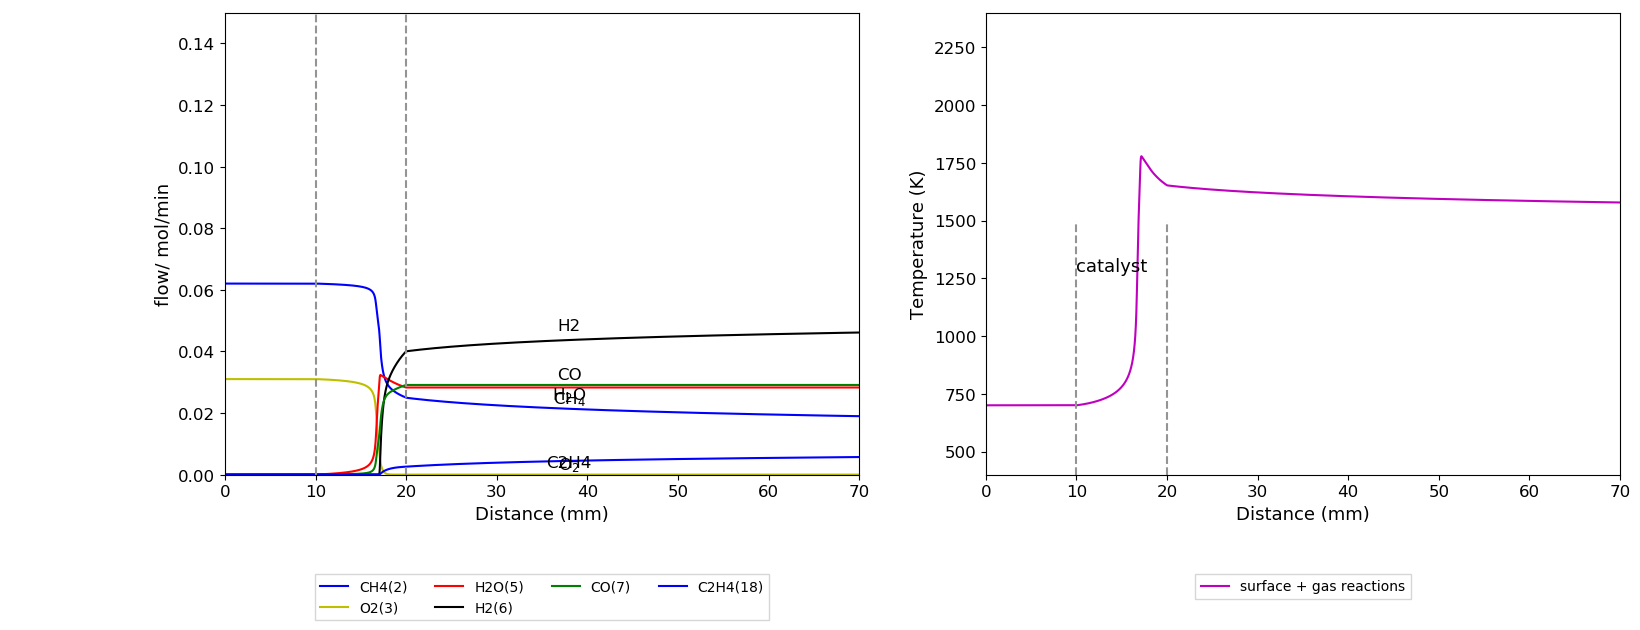 0.14
0.12
0.10
0.08
0.06
0.04
0.02
0.00
flow/ mol/min
H2
CO
H₂O
CH₄
C2H4
O₂
0 10 20 30 40 50 60 70
Distance (mm)
CH4(2) H2O(5) CO(7) C2H4(18)
O2(3) H2(6)
2250
2000
1750
1500
1250
1000
750
500
Temperature (K)
catalyst
0 10 20 30 40 50 60 70
Distance (mm)
surface + gas reactions